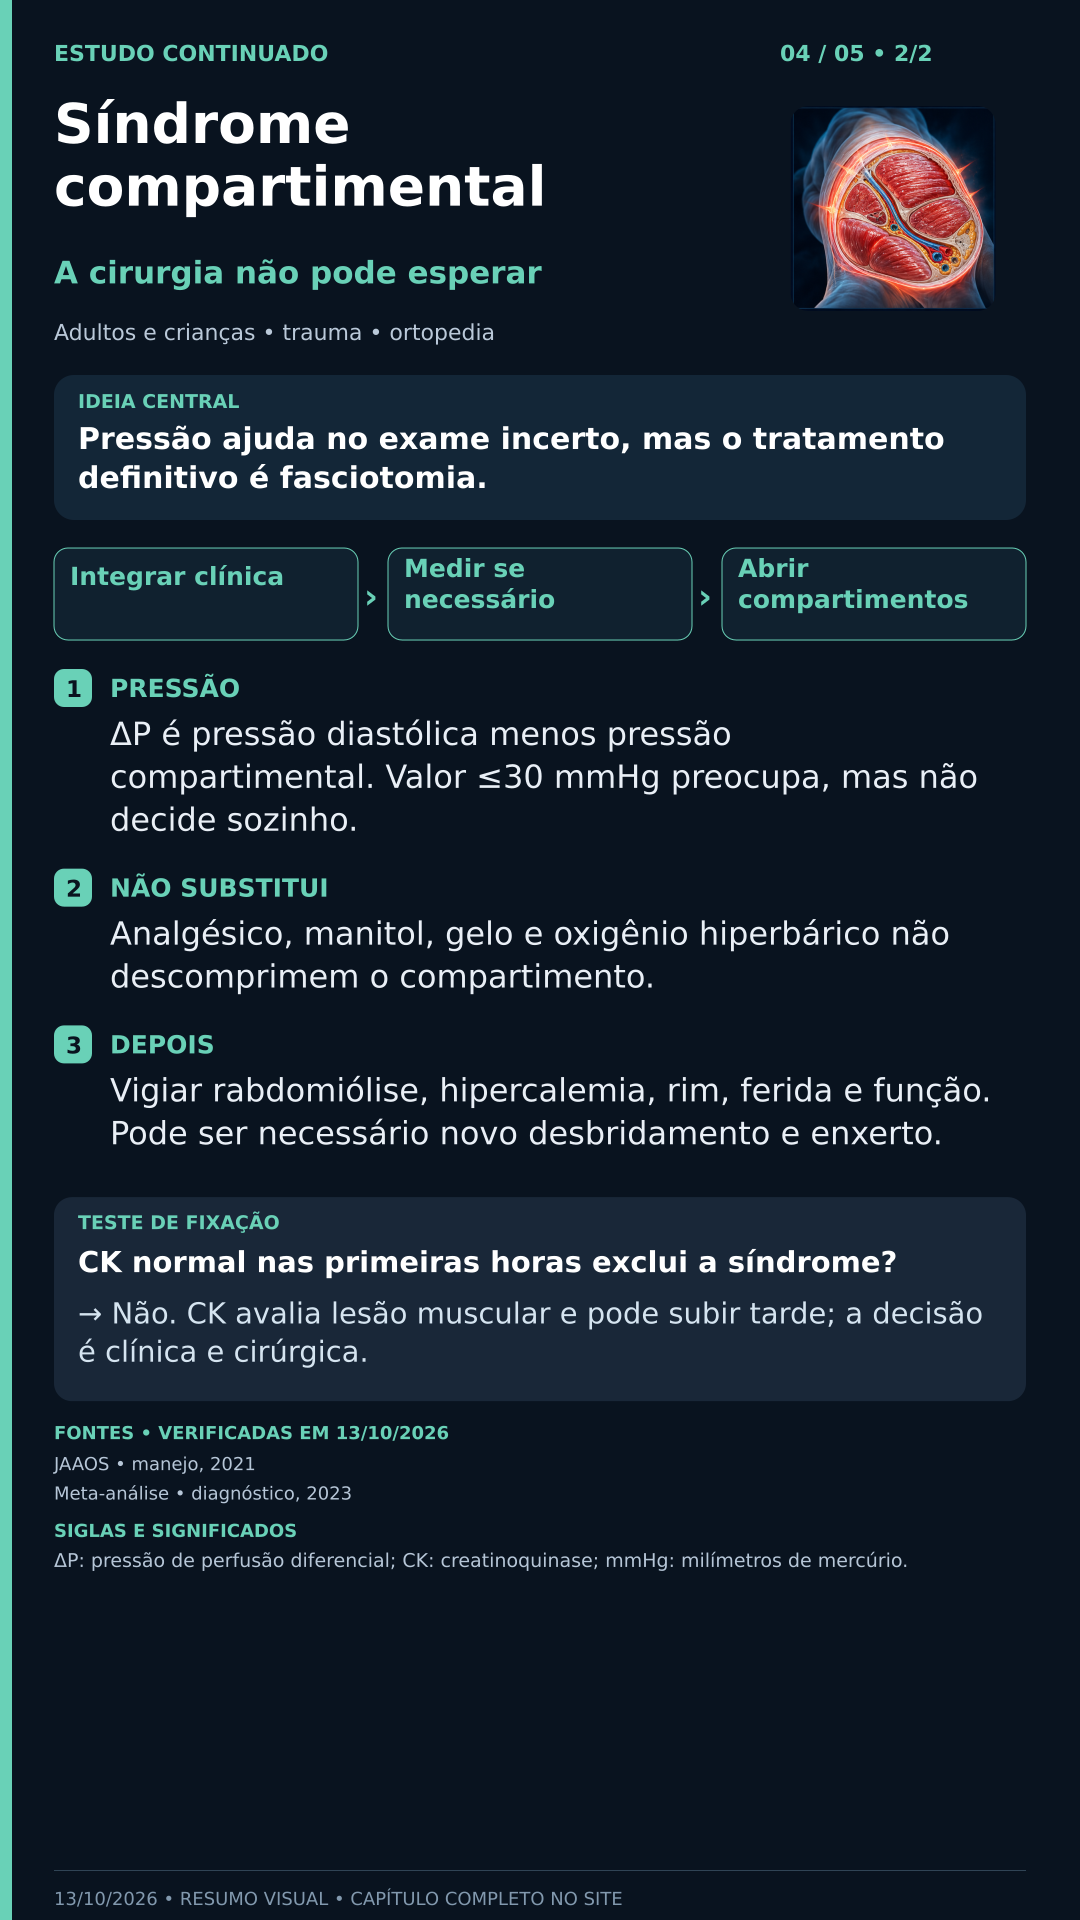 ESTUDO CONTINUADO
04 / 05 • 2/2
Síndrome
compartimental
A cirurgia não pode esperar
Adultos e crianças • trauma • ortopedia
IDEIA CENTRAL
Pressão ajuda no exame incerto, mas o tratamento
definitivo é fasciotomia.
Integrar clínica
›
Medir se
necessário
›
Abrir
compartimentos
1 PRESSÃO
ΔP é pressão diastólica menos pressão
compartimental. Valor ≤30 mmHg preocupa, mas não
decide sozinho.
2 NÃO SUBSTITUI
Analgésico, manitol, gelo e oxigênio hiperbárico não
descomprimem o compartimento.
3 DEPOIS
Vigiar rabdomiólise, hipercalemia, rim, ferida e função.
Pode ser necessário novo desbridamento e enxerto.
TESTE DE FIXAÇÃO
CK normal nas primeiras horas exclui a síndrome?
→ Não. CK avalia lesão muscular e pode subir tarde; a decisão
é clínica e cirúrgica.
FONTES • VERIFICADAS EM 13/10/2026
JAAOS • manejo, 2021
Meta-análise • diagnóstico, 2023
SIGLAS E SIGNIFICADOS
ΔP: pressão de perfusão diferencial; CK: creatinoquinase; mmHg: milímetros de mercúrio.
13/10/2026 • RESUMO VISUAL • CAPÍTULO COMPLETO NO SITE